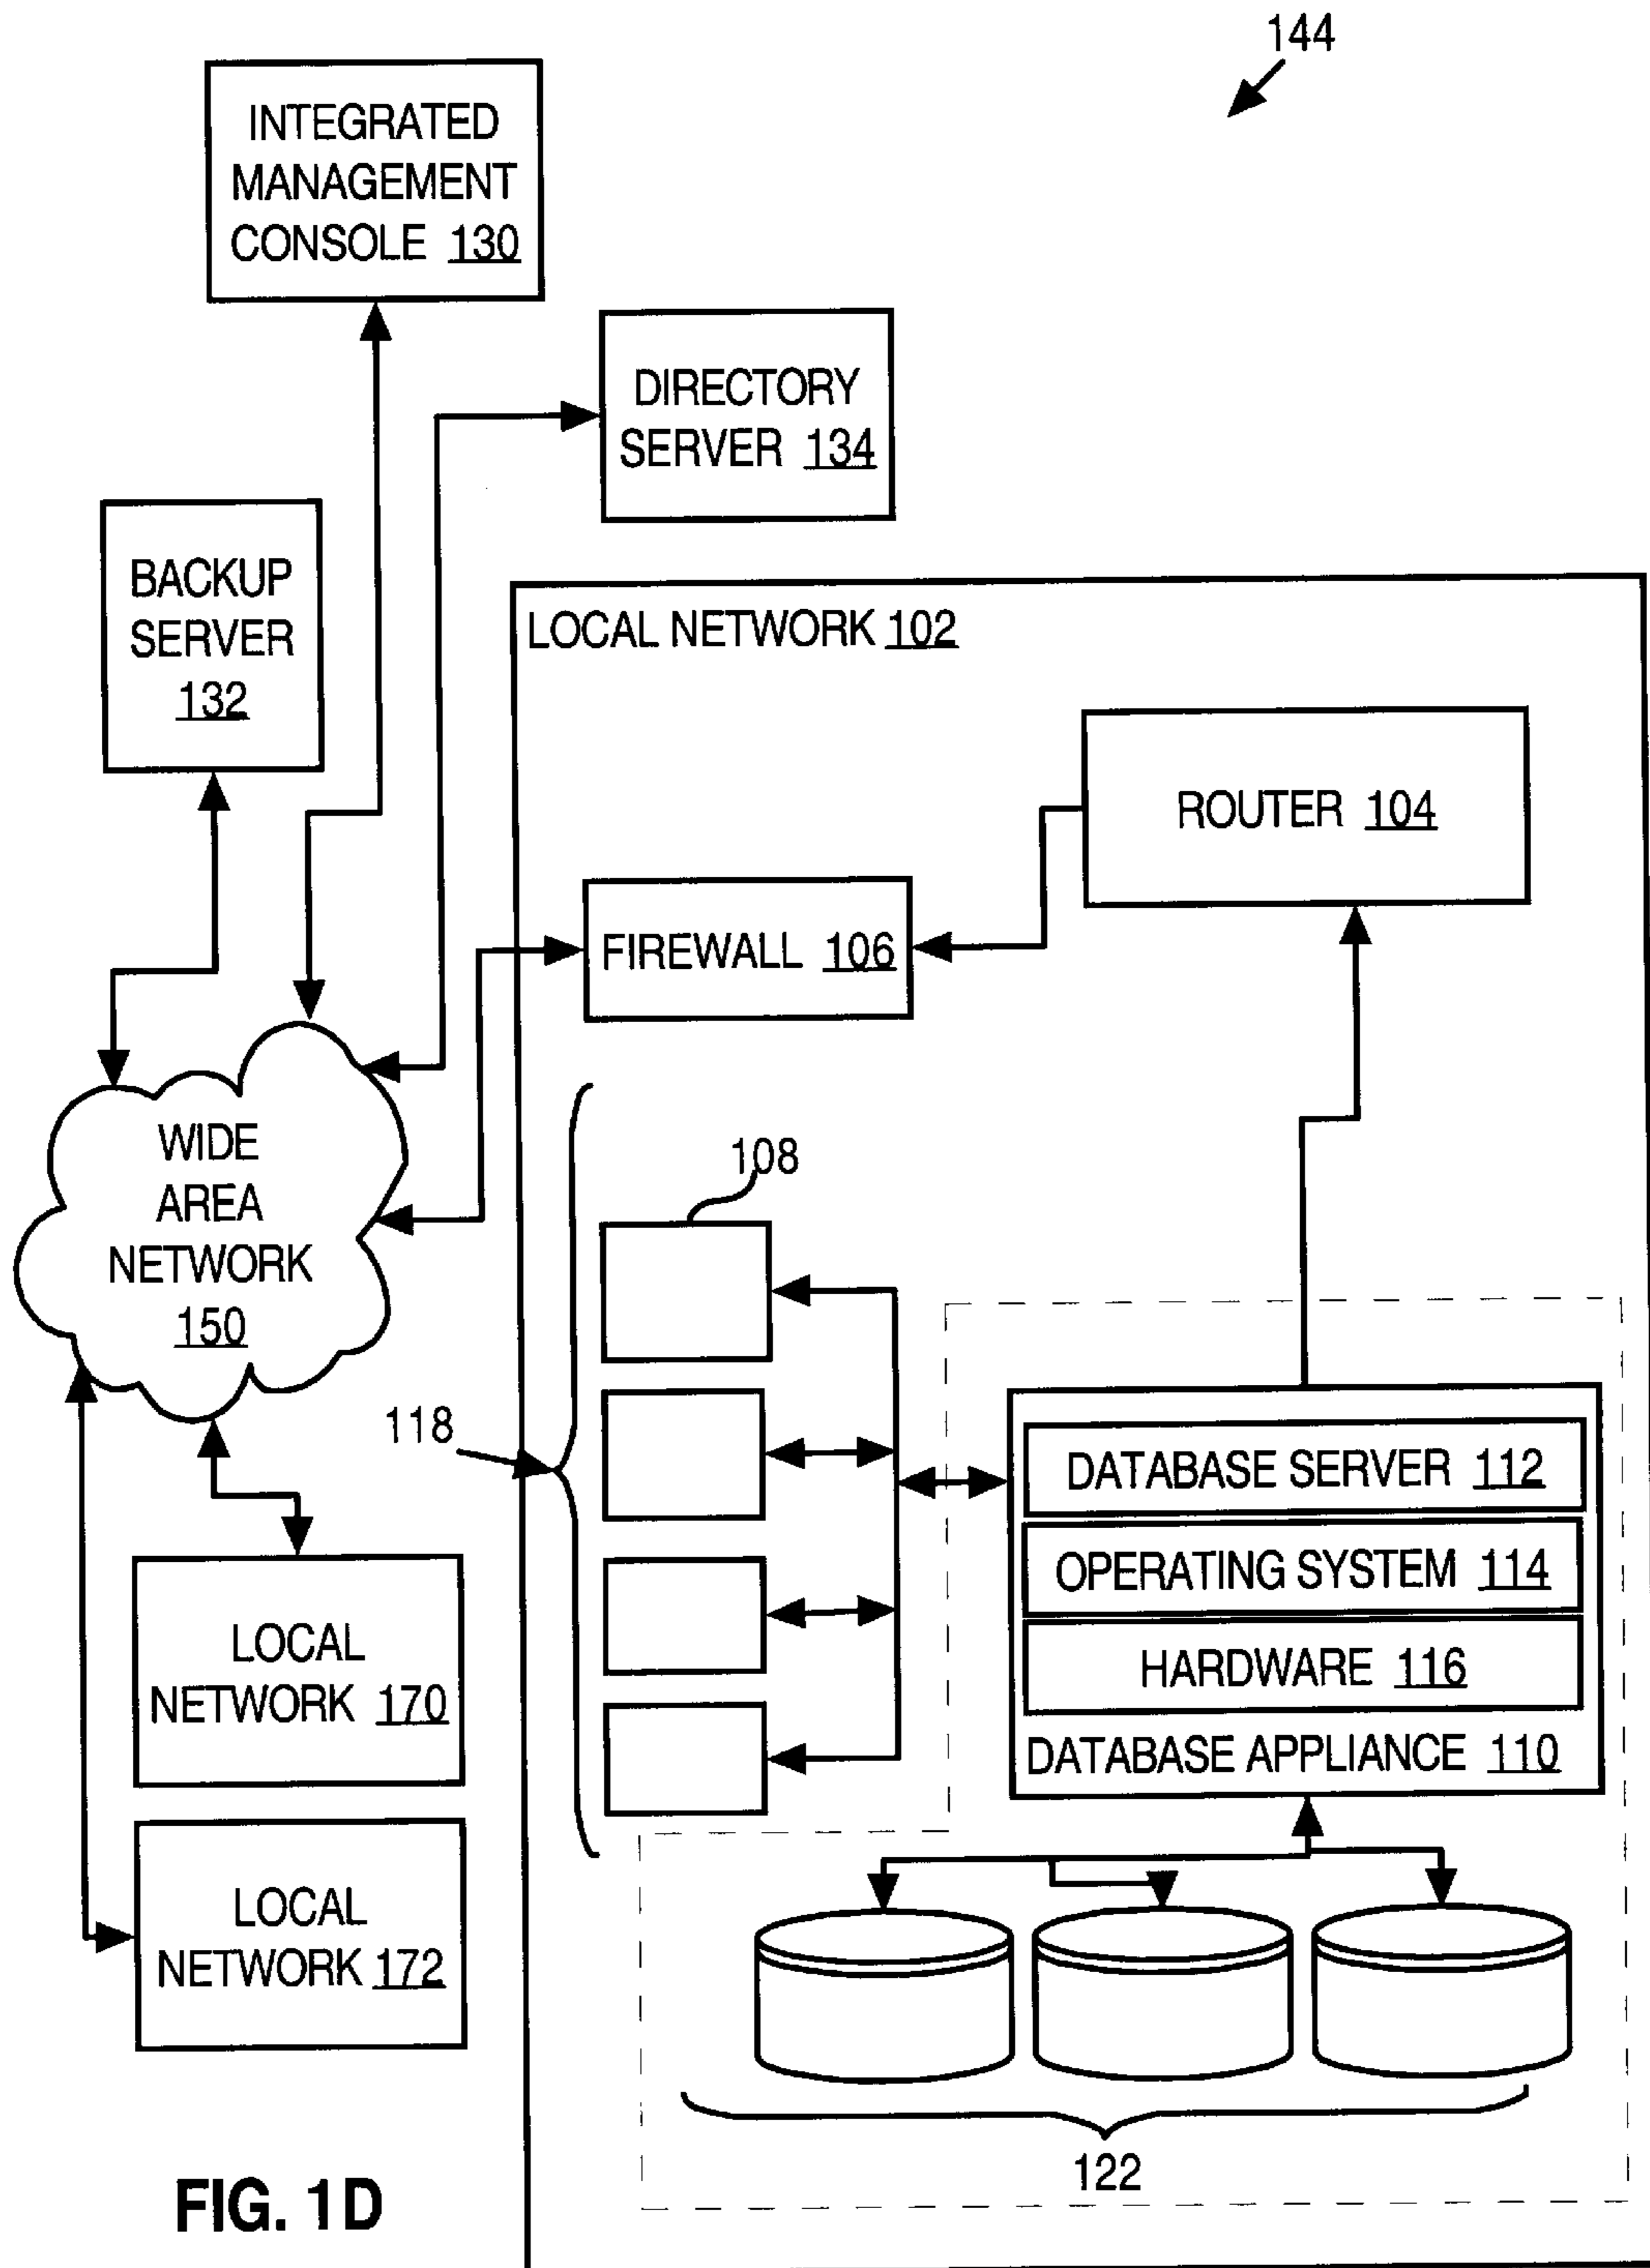 144
INTEGRATED
MANAGEMENT
CONSOLE 130
DIRECTORY
SERVER 134
BACKUP
SERVER
132
LOCAL NETWORK 102
ROUTER 104
FIREWALL 106
WIDE
AREA
NETWORK
150
108
118
DATABASE SERVER 112
OPERATING SYSTEM 114
HARDWARE 116
DATABASE APPLIANCE 110
LOCAL
NETWORK 170
LOCAL
NETWORK 172
122
FIG. 1D